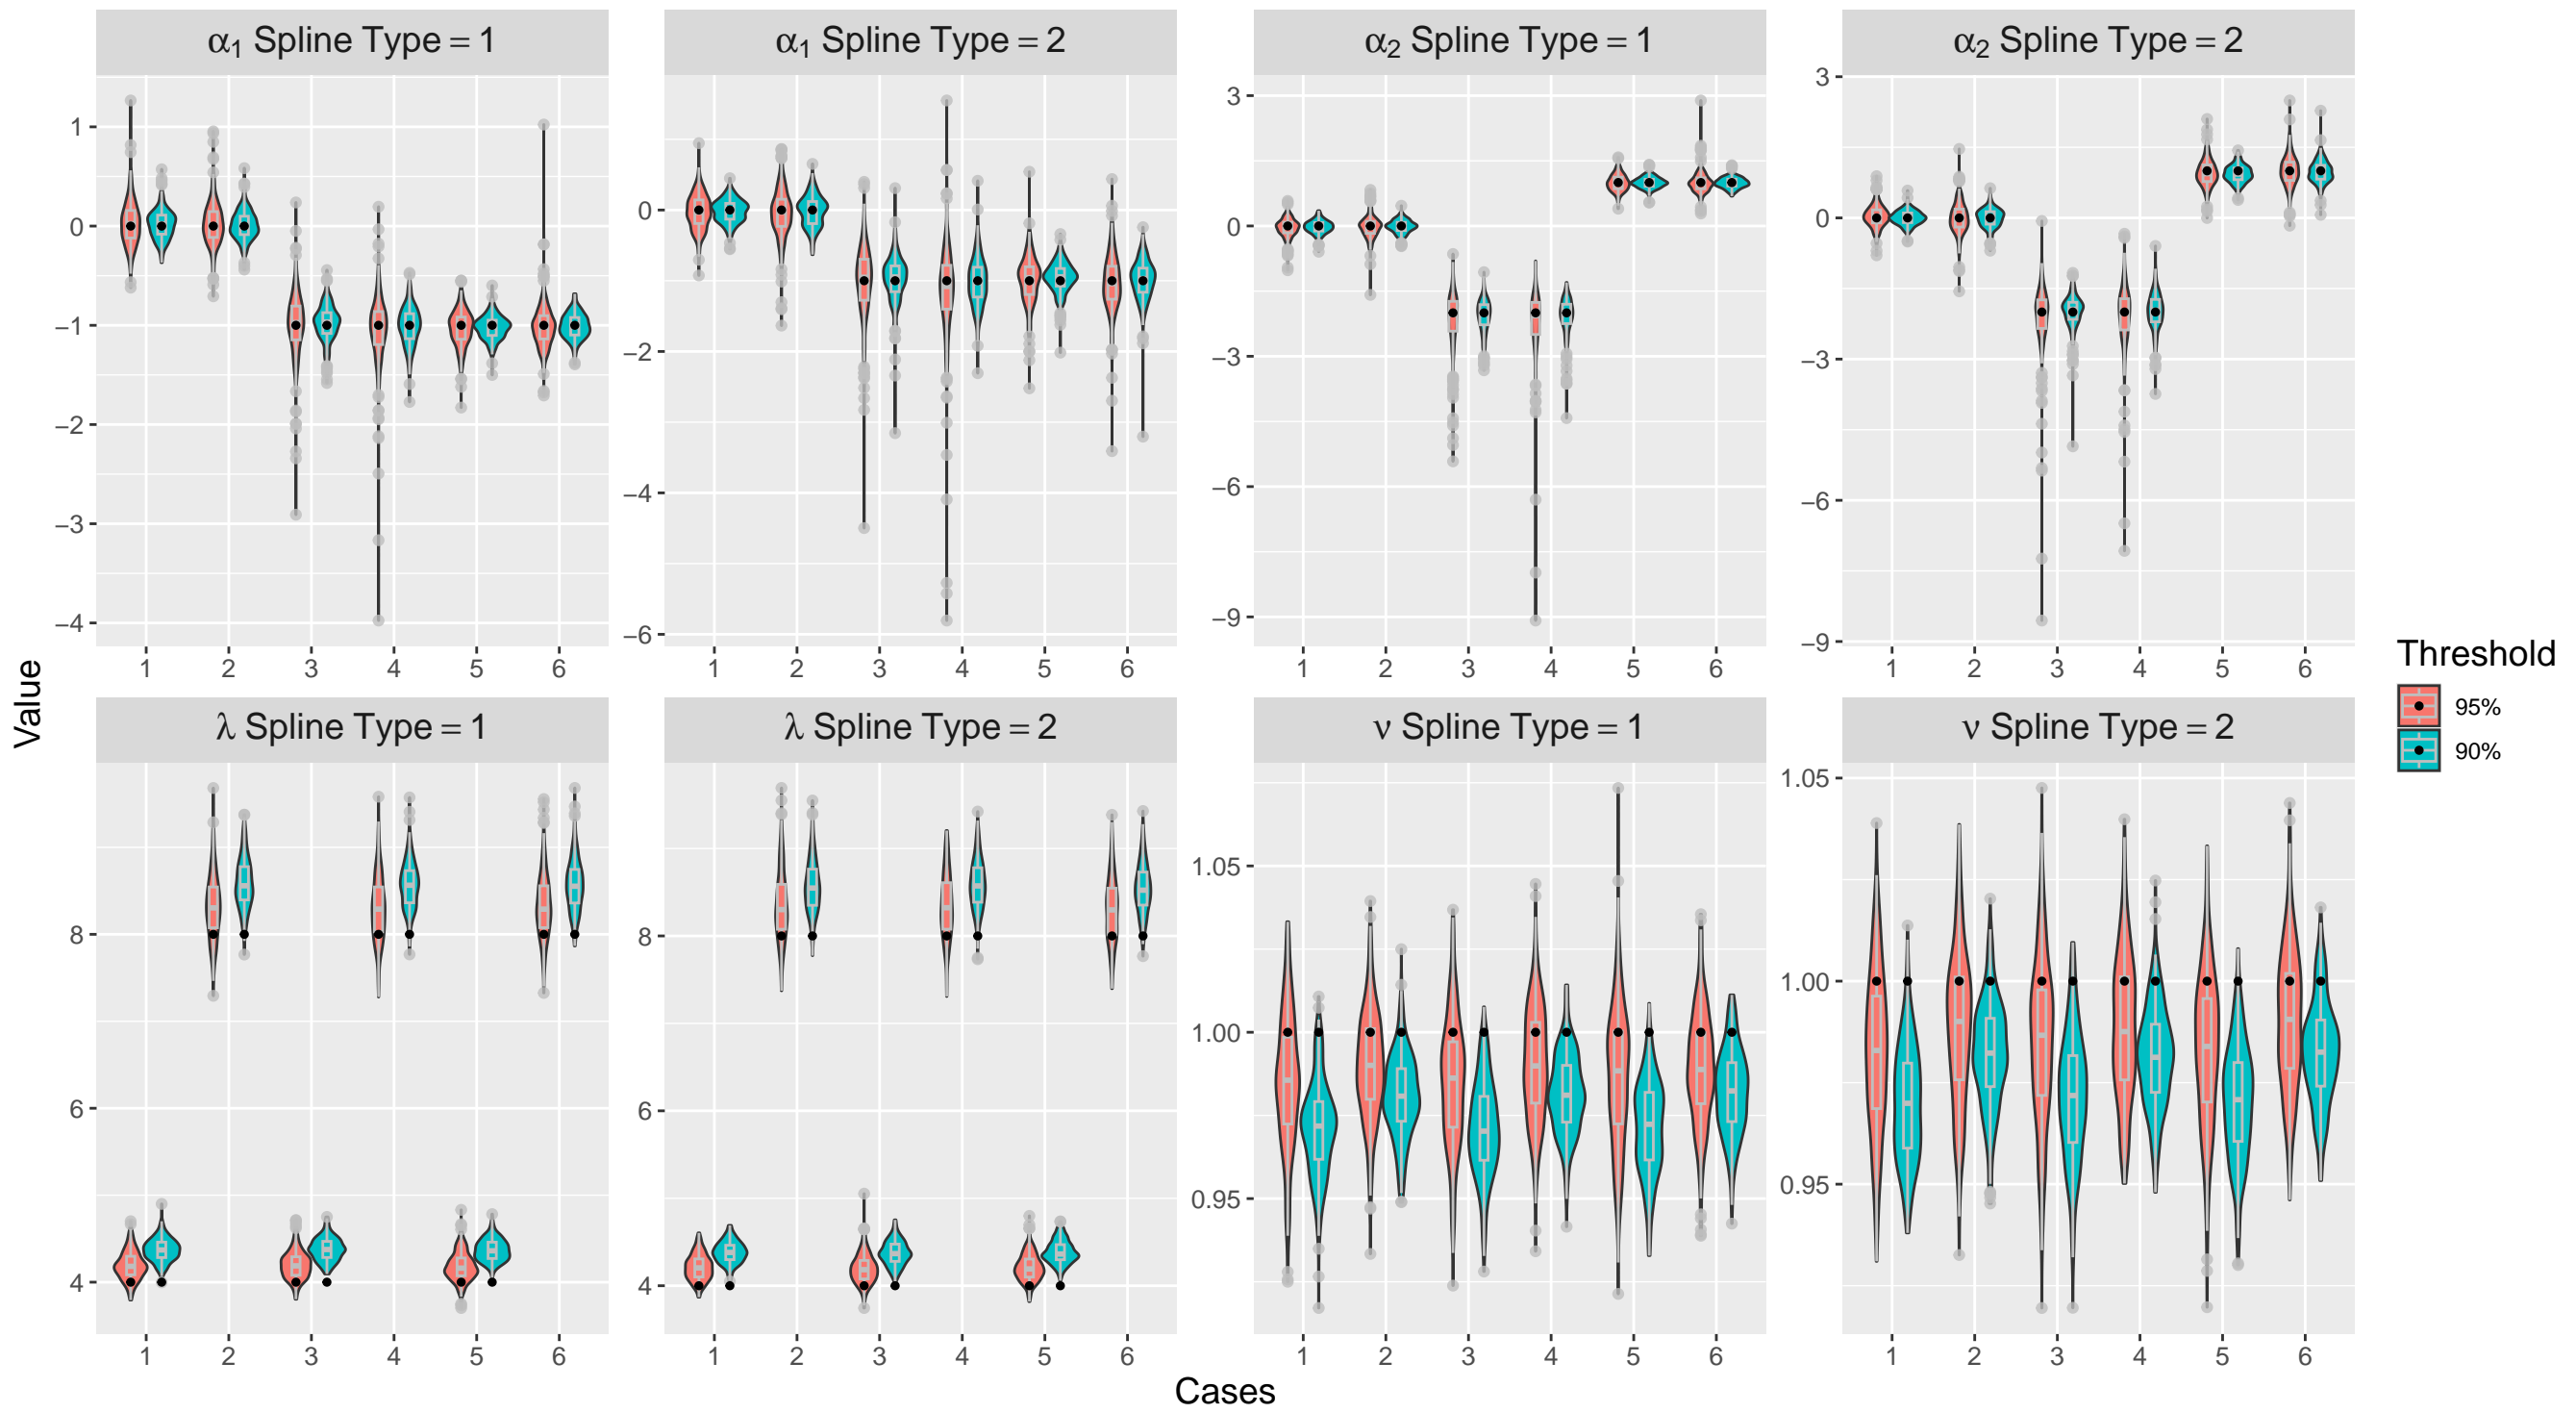 α₁ Spline Type = 1
α₁ Spline Type = 2
α₂ Spline Type = 1
α₂ Spline Type = 2
1
0
−1
−2
−3
−4
1 2 3 4 5 6
0
−2
−4
−6
1 2 3 4 5 6
3
0
−3
−6
−9
1 2 3 4 5 6
3
0
−3
−6
−9
1 2 3 4 5 6
Value
λ Spline Type = 1
λ Spline Type = 2
ν Spline Type = 1
ν Spline Type = 2
8
6
4
1 2 3 4 5 6
8
6
4
1 2 3 4 5 6
1.05
1.00
0.95
1 2 3 4 5 6
1.05
1.00
0.95
1 2 3 4 5 6
Cases
Threshold
95%
90%